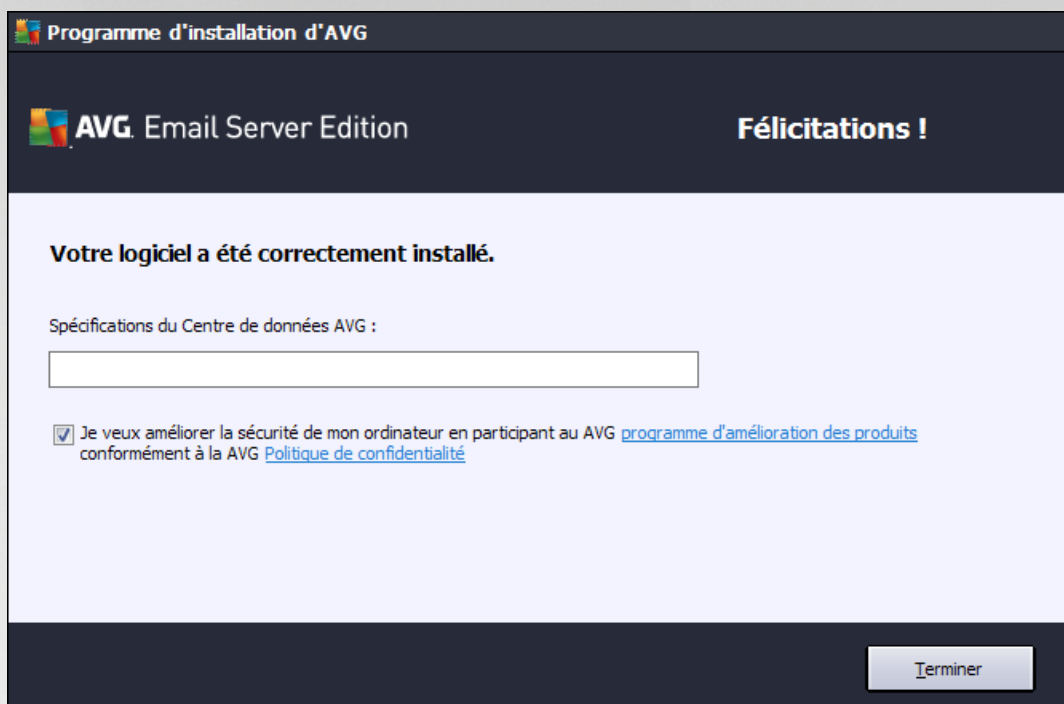 Programme d'installation d'AVG
AVG. Email Server Edition
Félicitations !
Votre logiciel a été correctement installé.
Spécifications du Centre de données AVG :
Je veux améliorer la sécurité de mon ordinateur en participant au AVG programme d'amélioration des produits
conformément à la AVG Politique de confidentialité
Terminer